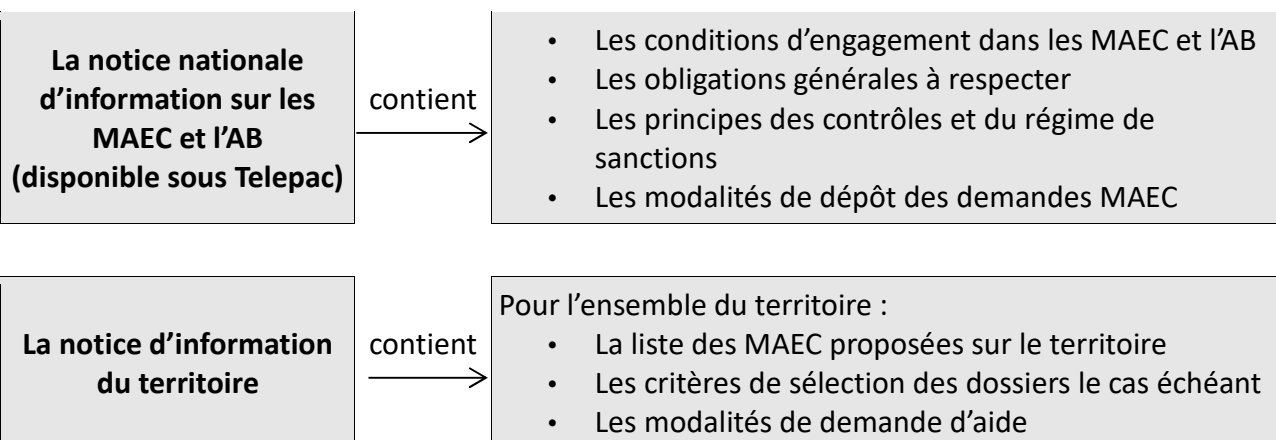 La notice nationale
d’information sur les
MAEC et l’AB
(disponible sous Telepac)
contient
• Les conditions d’engagement dans les MAEC et l’AB
• Les obligations générales à respecter
• Les principes des contrôles et du régime de
sanctions
• Les modalités de dépôt des demandes MAEC
La notice d’information
du territoire
contient
Pour l’ensemble du territoire :
• La liste des MAEC proposées sur le territoire
• Les critères de sélection des dossiers le cas échéant
• Les modalités de demande d’aide